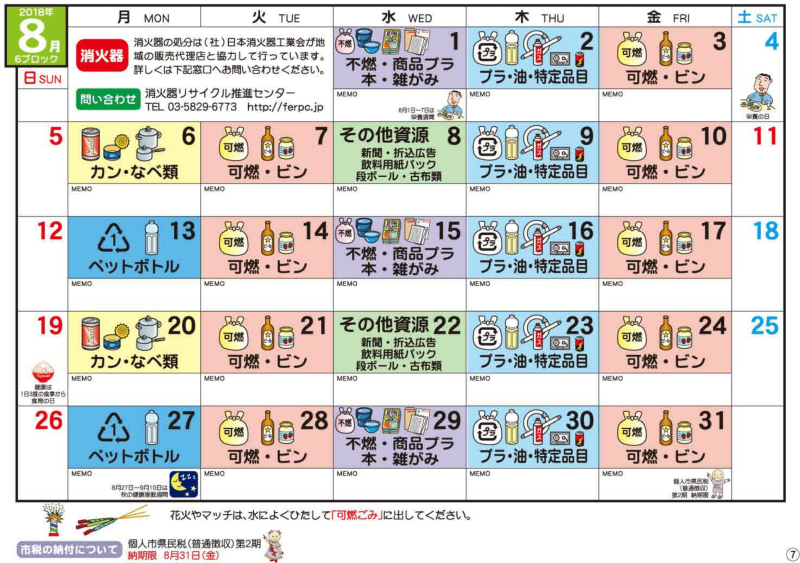 2018年
8月
6ブロック
月 MON
火 TUE
水 WED
木 THU
金 FRI
土 SAT
日 SUN
消火器
消火器の処分は(社)日本消火器工業会が地
域の販売代理店と協力して行っています。
詳しくは下記窓口へお問い合わせください。
問い合わせ
消火器リサイクル推進センター
TEL 03-5829-6773 http://ferpc.jp
不燃
1
不燃・商品プラ
本・雑がみ
MEMO
8月1日〜7日は
栄養週間
プラ
ガス
2
プラ・油・特定品目
MEMO
可燃
3
可燃・ビン
MEMO
4
栄養の日
5
6
カン・なべ類
MEMO
可燃
7
可燃・ビン
MEMO
その他資源 8
新聞・折込広告
飲料用紙パック
段ボール・古布類
MEMO
プラ
ガス
9
プラ・油・特定品目
MEMO
可燃
10
可燃・ビン
MEMO
11
12
1
13
ペットボトル
MEMO
可燃
14
可燃・ビン
MEMO
不燃
15
不燃・商品プラ
本・雑がみ
MEMO
プラ
ガス
16
プラ・油・特定品目
MEMO
可燃
17
可燃・ビン
MEMO
18
19
健康は
1日3度の食事から
食育の日
20
カン・なべ類
MEMO
可燃
21
可燃・ビン
MEMO
その他資源 22
新聞・折込広告
飲料用紙パック
段ボール・古布類
MEMO
プラ
ガス
23
プラ・油・特定品目
MEMO
可燃
24
可燃・ビン
MEMO
25
26
1
27
ペットボトル
MEMO
8月27日〜9月10日は
秋の健康睡眠週間
可燃
28
可燃・ビン
MEMO
不燃
29
不燃・商品プラ
本・雑がみ
MEMO
プラ
ガス
30
プラ・油・特定品目
MEMO
可燃
31
可燃・ビン
MEMO
個人市県民税
(普通徴収)
第2期 納期限
花火やマッチは、水によくひたして「可燃ごみ」に出してください。
市税の納付について
個人市県民税(普通徴収)第2期
納期限 8月31日(金)
⑦